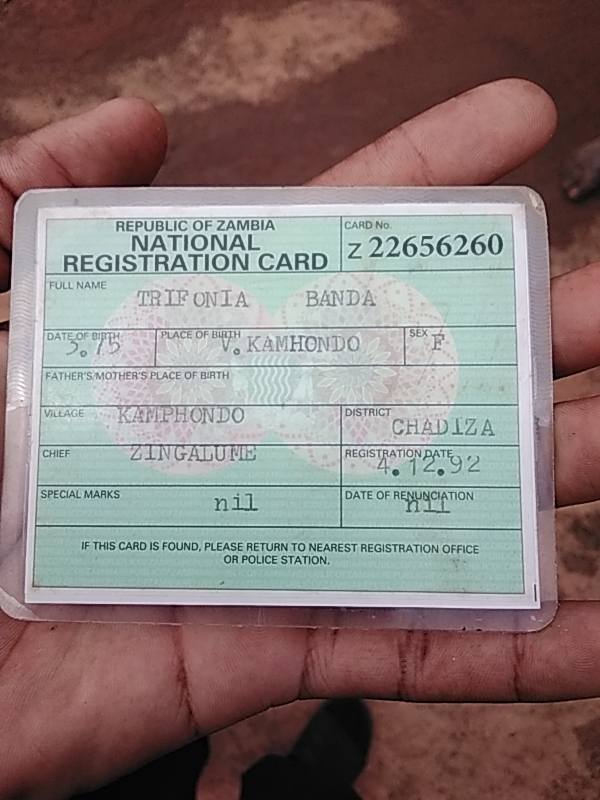 REPUBLIC OF ZAMBIA
NATIONAL
REGISTRATION CARD
CARD No.
Z 22656260
FULL NAME
TRIFONIA BANDA
DATE OF BIRTH
PLACE OF BIRTH
V. KAMHONDO
SEX
F
FATHER'S/MOTHER'S PLACE OF BIRTH
VILLAGE
KAMPHONDO
DISTRICT
CHADIZA
CHIEF
ZINGALUME
REGISTRATION DATE
4.12.92
SPECIAL MARKS
nil
DATE OF RENUNCIATION
nil
IF THIS CARD IS FOUND, PLEASE RETURN TO NEAREST REGISTRATION OFFICE
OR POLICE STATION.